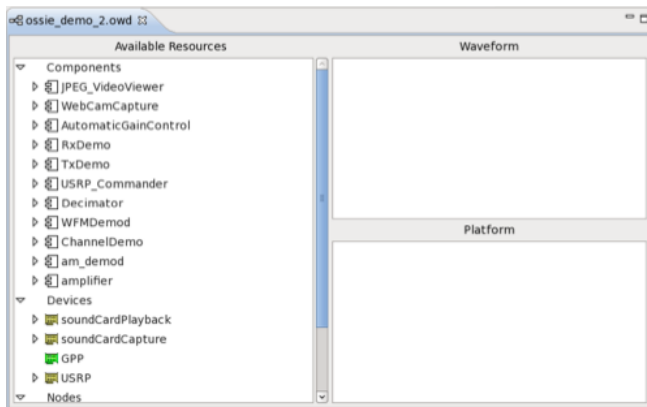 ossie_demo_2.owd
Available Resources
Waveform
Components
JPEG_VideoViewer
WebCamCapture
AutomaticGainControl
RxDemo
TxDemo
USRP_Commander
Decimator
WFMDemod
ChannelDemo
am_demod
amplifier
Devices
soundCardPlayback
soundCardCapture
GPP
USRP
Nodes
Platform